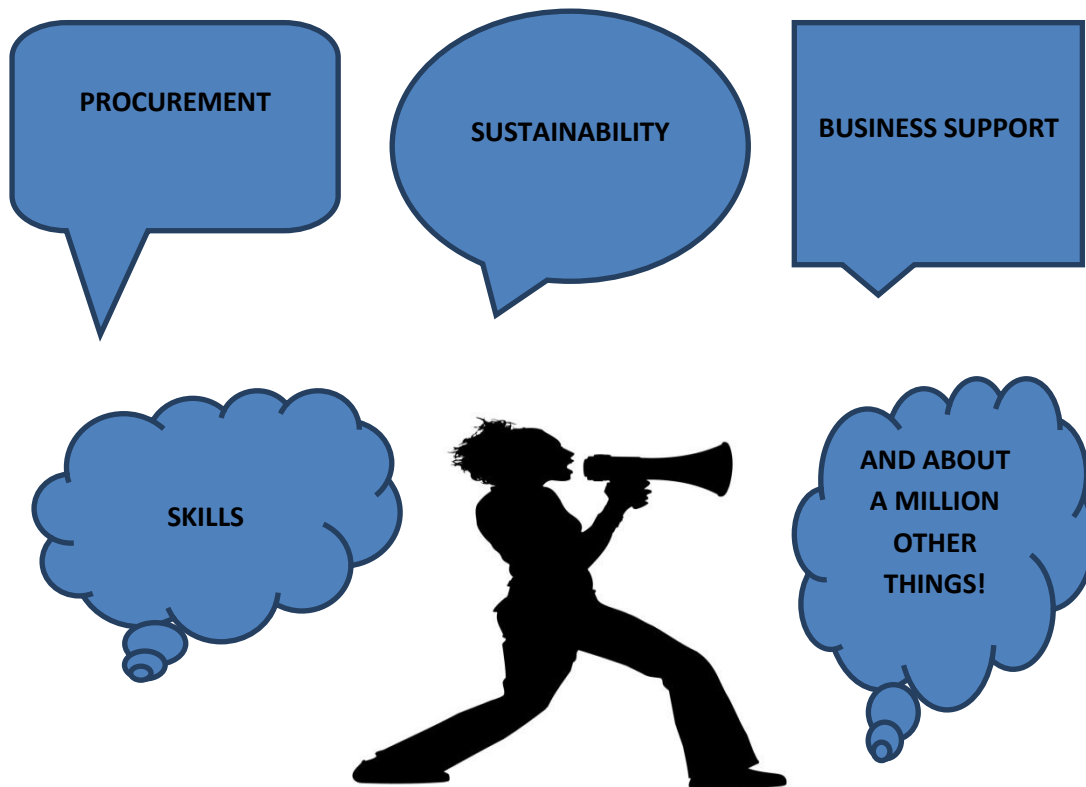 PROCUREMENT
SUSTAINABILITY
BUSINESS SUPPORT
SKILLS
AND ABOUT
A MILLION
OTHER
THINGS!